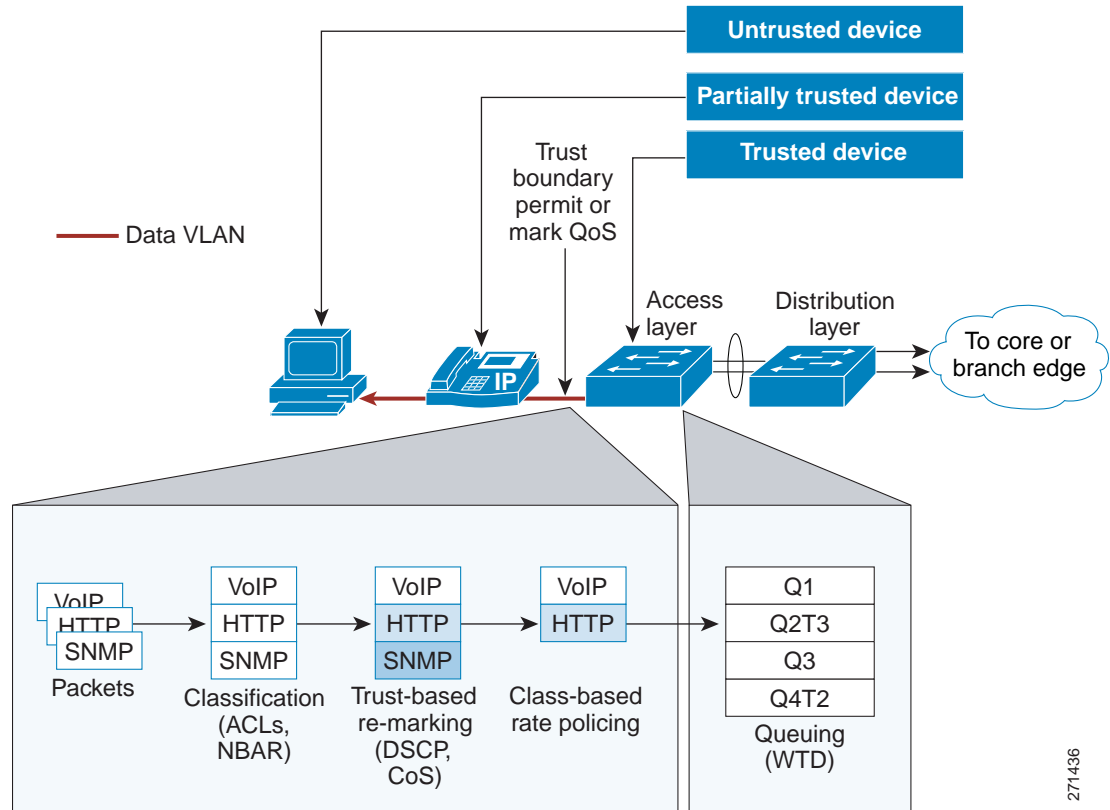 Untrusted device
Partially trusted device
Trusted device
Trust
boundary
permit or
mark QoS
Data VLAN
Access
layer
Distribution
layer
To core or
branch edge
IP
VoIP
HTTP
SNMP
Packets
VoIP
HTTP
SNMP
Classification
(ACLs,
NBAR)
VoIP
HTTP
SNMP
Trust-based
re-marking
(DSCP,
CoS)
VoIP
HTTP
Class-based
rate policing
Q1
Q2T3
Q3
Q4T2
Queuing
(WTD)
271436